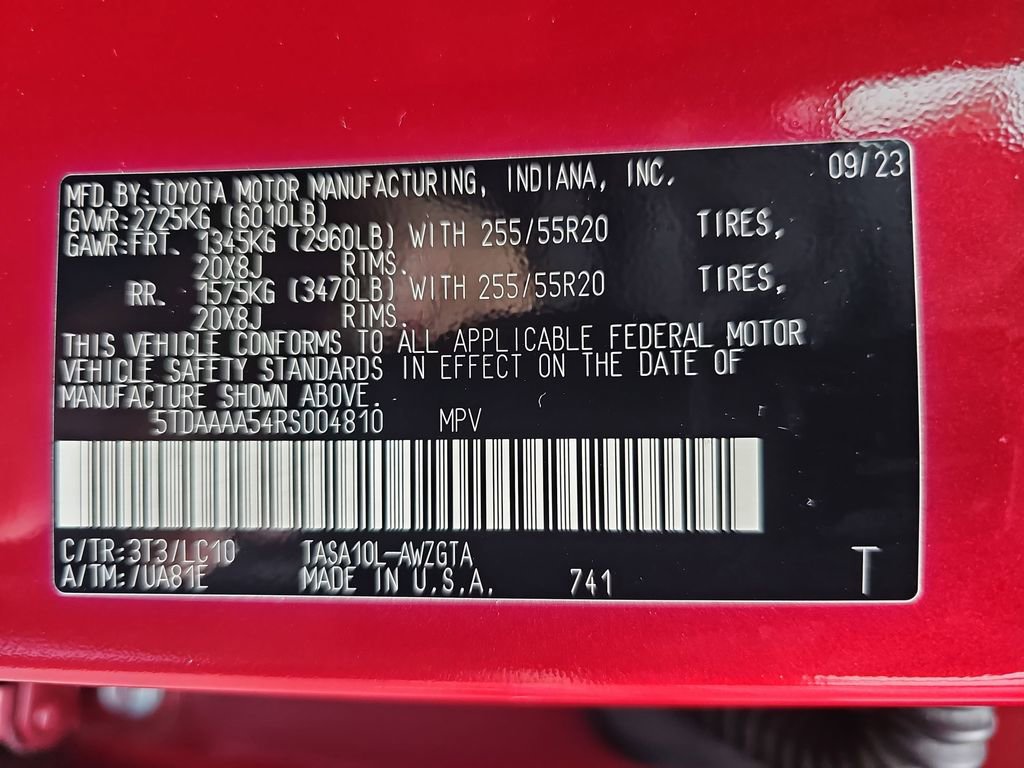 09/23
MFD.BY:TOYOTA MOTOR MANUFACTURING, INDIANA, INC.
GVWR:2725KG (6010LB)
GAWR:FRT. 1345KG (2960LB) WITH 255/55R20 TIRES,
20X8J RIMS.
RR. 1575KG (3470LB) WITH 255/55R20 TIRES,
20X8J RIMS.
THIS VEHICLE CONFORMS TO ALL APPLICABLE FEDERAL MOTOR
VEHICLE SAFETY STANDARDS IN EFFECT ON THE DATE OF
MANUFACTURE SHOWN ABOVE.
5TDAAAA54RS004810 MPV
C/TR:3T3/LC10 TASA10L-AWZGTA
A/TM:/UA81E MADE IN U.S.A. 741 T